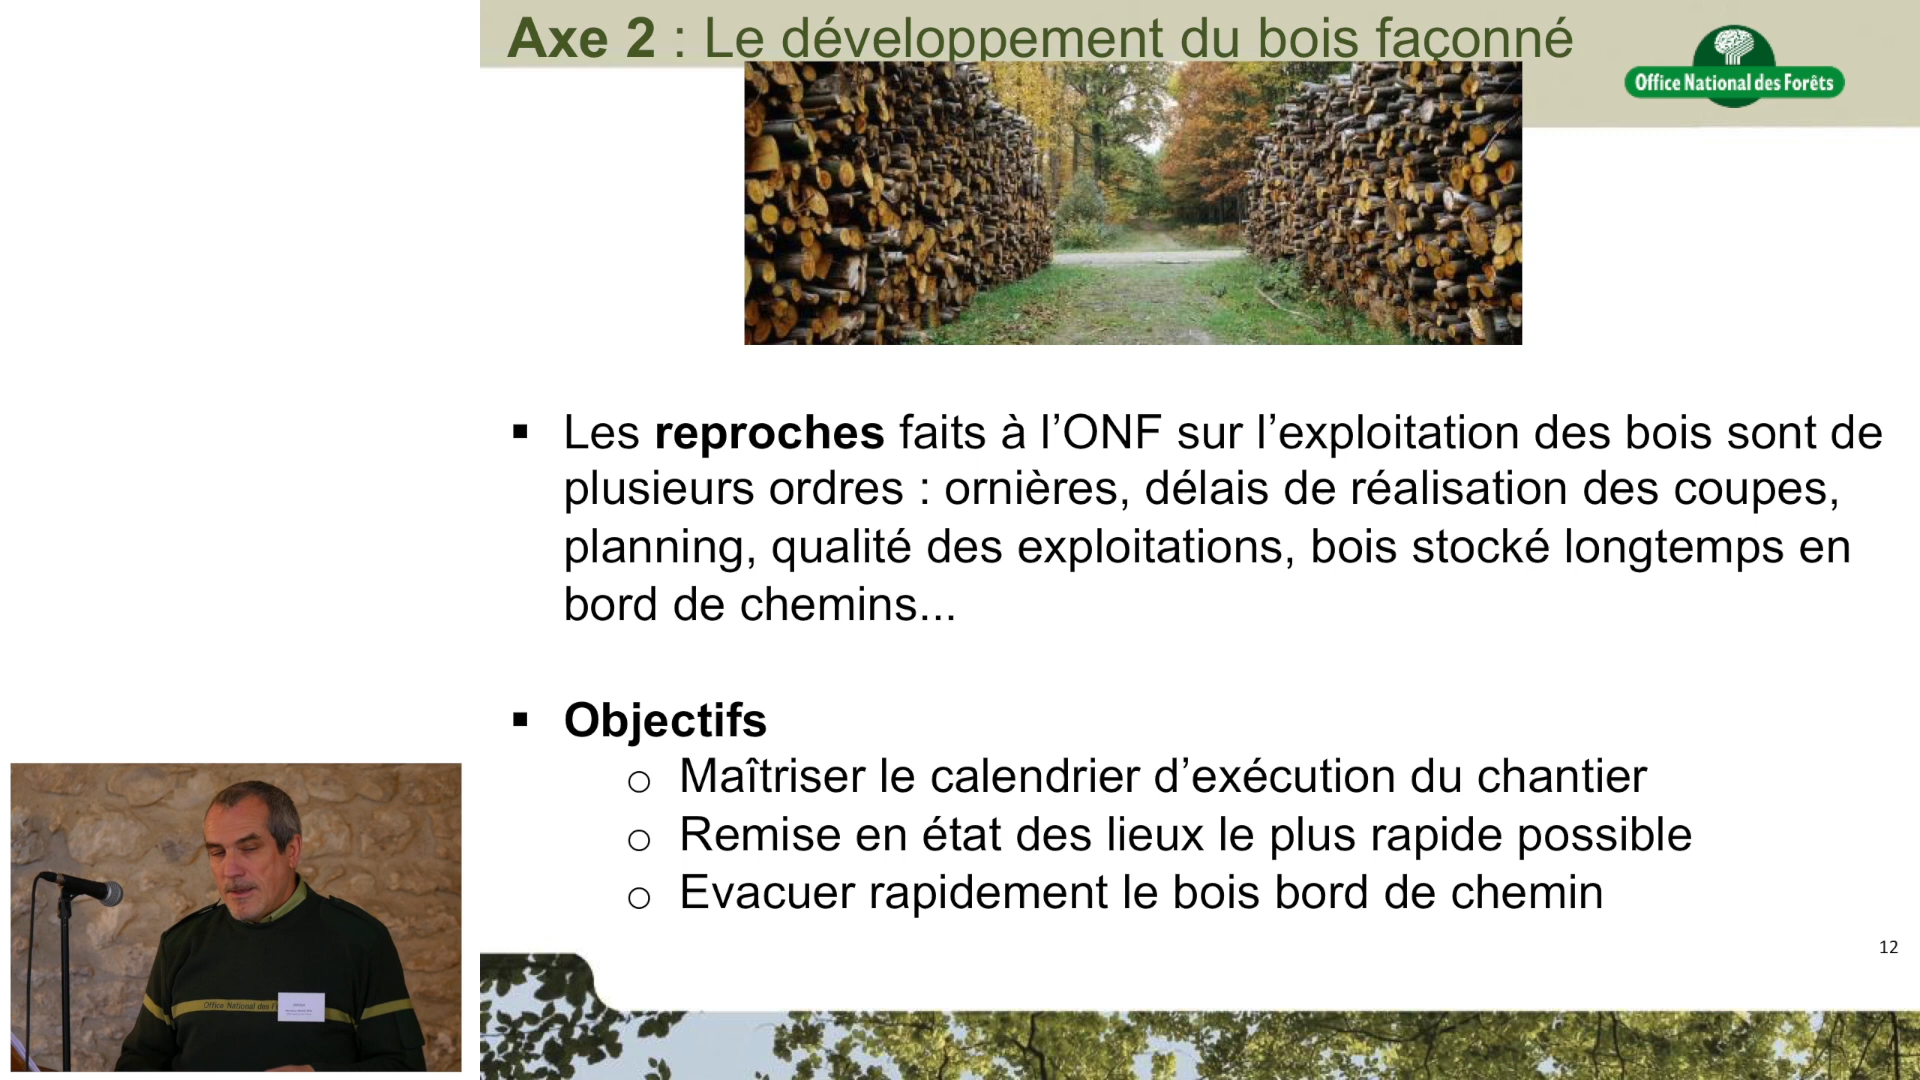 Axe 2 : Le développement du bois façonné
Office National des Forêts
▪ Les reproches faits à l’ONF sur l’exploitation des bois sont de
plusieurs ordres : ornières, délais de réalisation des coupes,
planning, qualité des exploitations, bois stocké longtemps en
bord de chemins...
▪ Objectifs
o Maîtriser le calendrier d’exécution du chantier
o Remise en état des lieux le plus rapide possible
o Evacuer rapidement le bois bord de chemin
12
Office National des